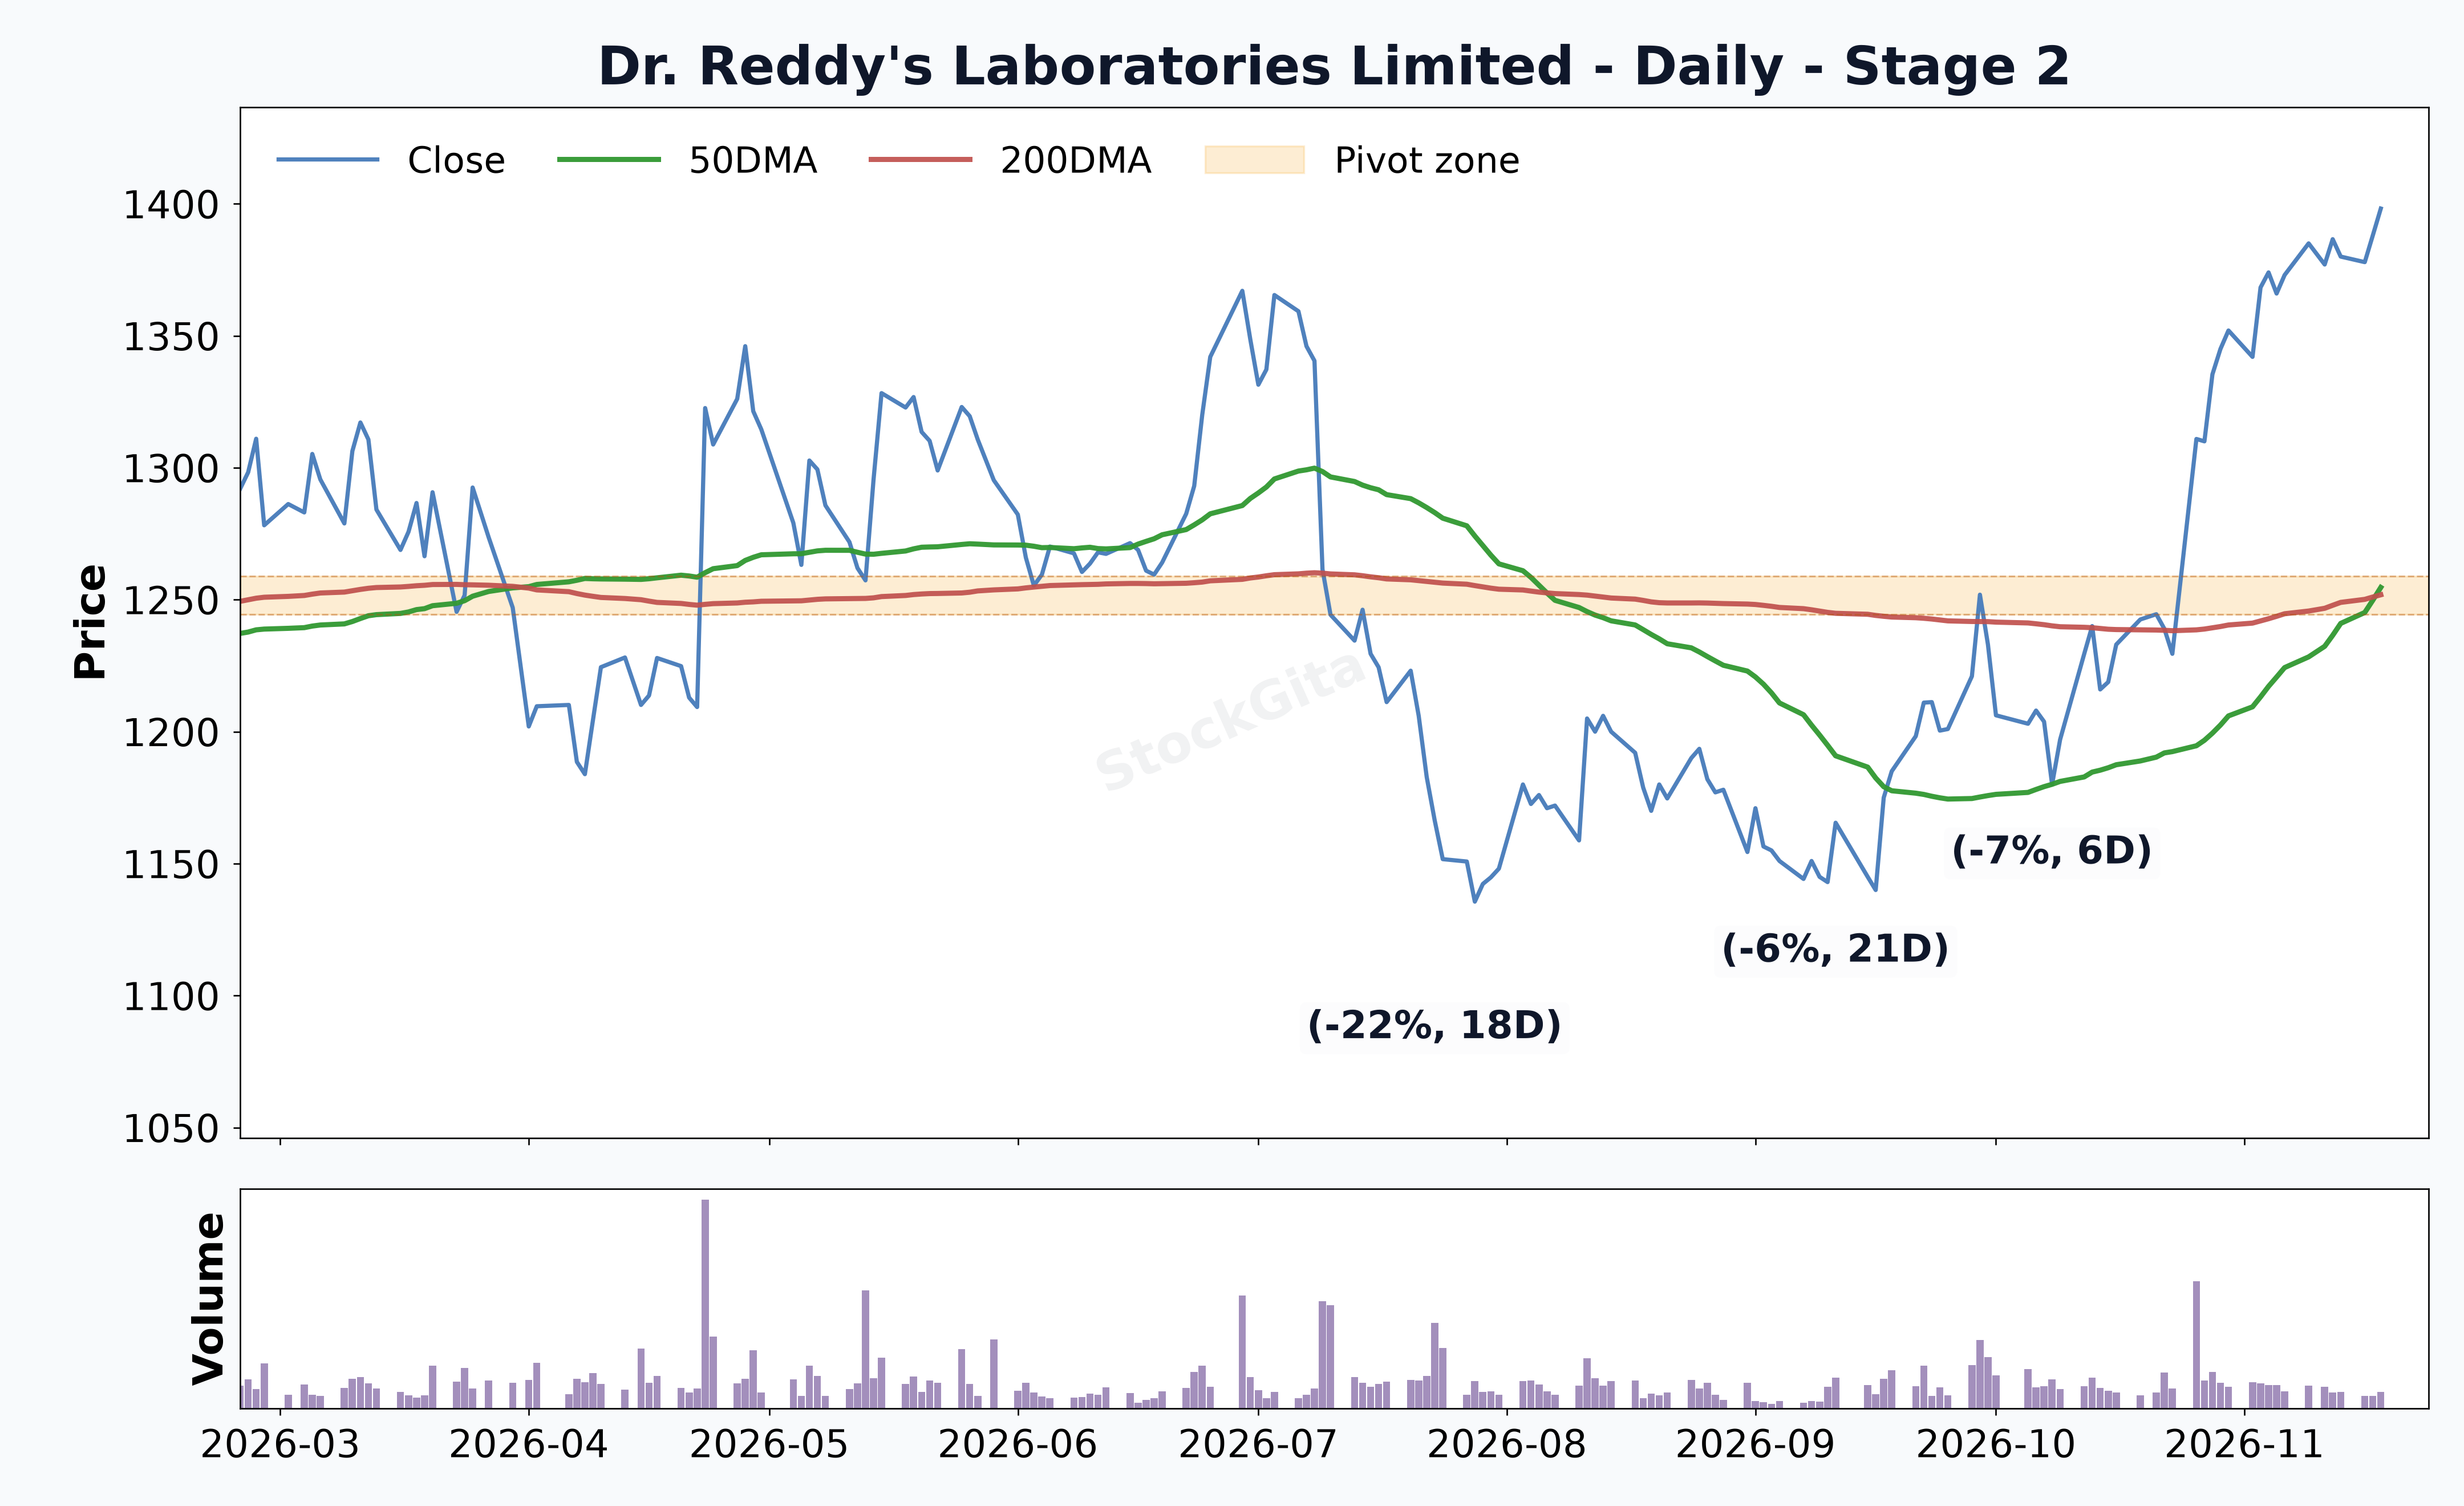 Dr. Reddy's Laboratories Limited - Daily - Stage 2
Close 50DMA 200DMA Pivot zone
Price
1400
1350
1300
1250
1200
1150
1100
1050
StockGita
(-7%, 6D)
(-6%, 21D)
(-22%, 18D)
Volume
2026-03 2026-04 2026-05 2026-06 2026-07 2026-08 2026-09 2026-10 2026-11